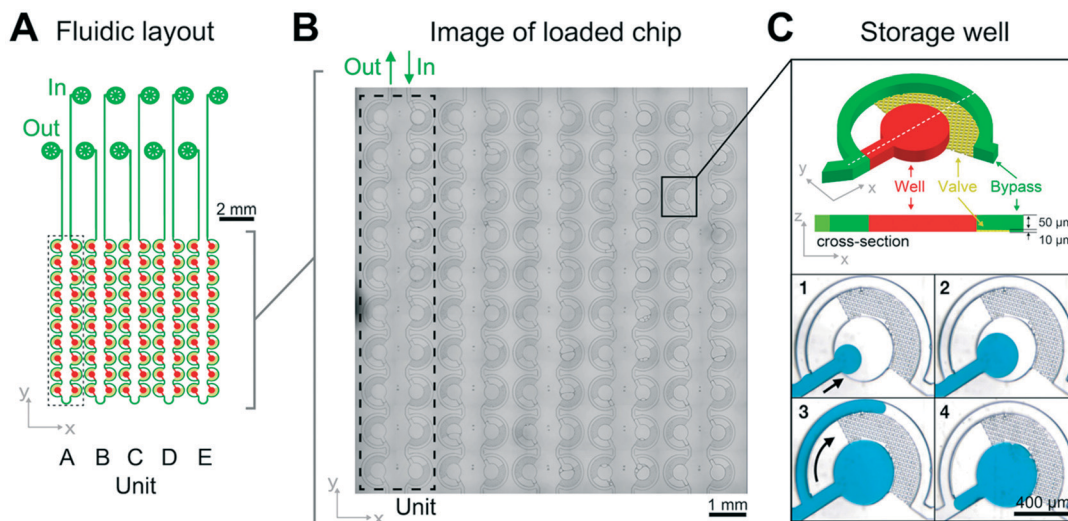 A Fluidic layout
In
Out
2 mm
y
x
A B C D E
Unit
B Image of loaded chip
Out In
y
x
Unit
1 mm
C Storage well
y
x
Well Valve Bypass
z
x
cross-section
50 µm
10 µm
1
2
3
4
400 µm